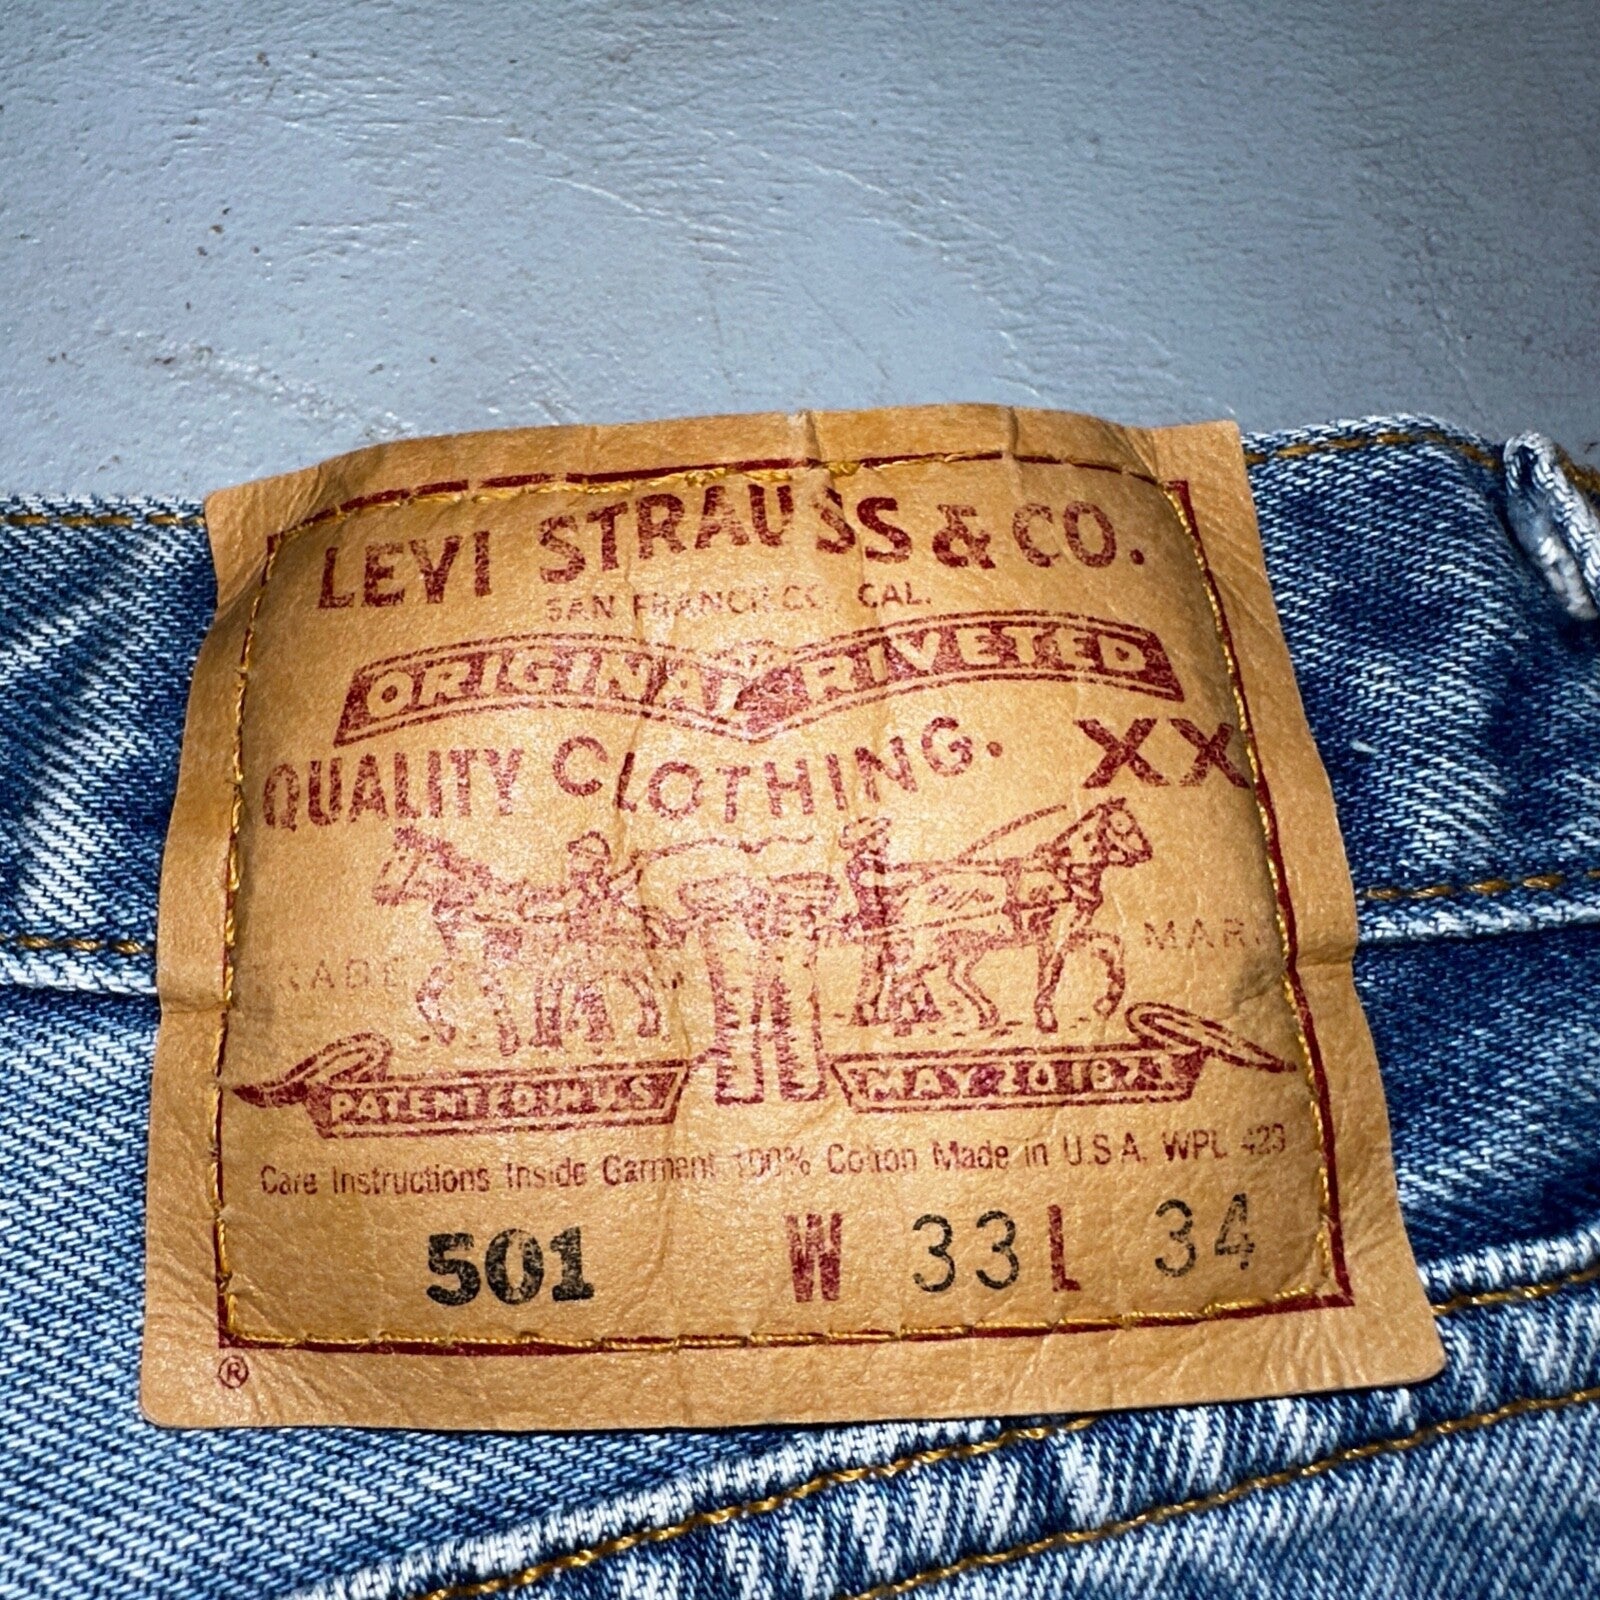 LEVI STRAUSS & CO.
SAN FRANCISCO, CAL.
ORIGINAL RIVETED
QUALITY CLOTHING. XX
TRADE MARK
PATENTED IN U.S. MAY 20 1873
Care Instructions Inside Garment 100% Cotton Made in U.S.A. WPL 423
501 W 33 L 34
®